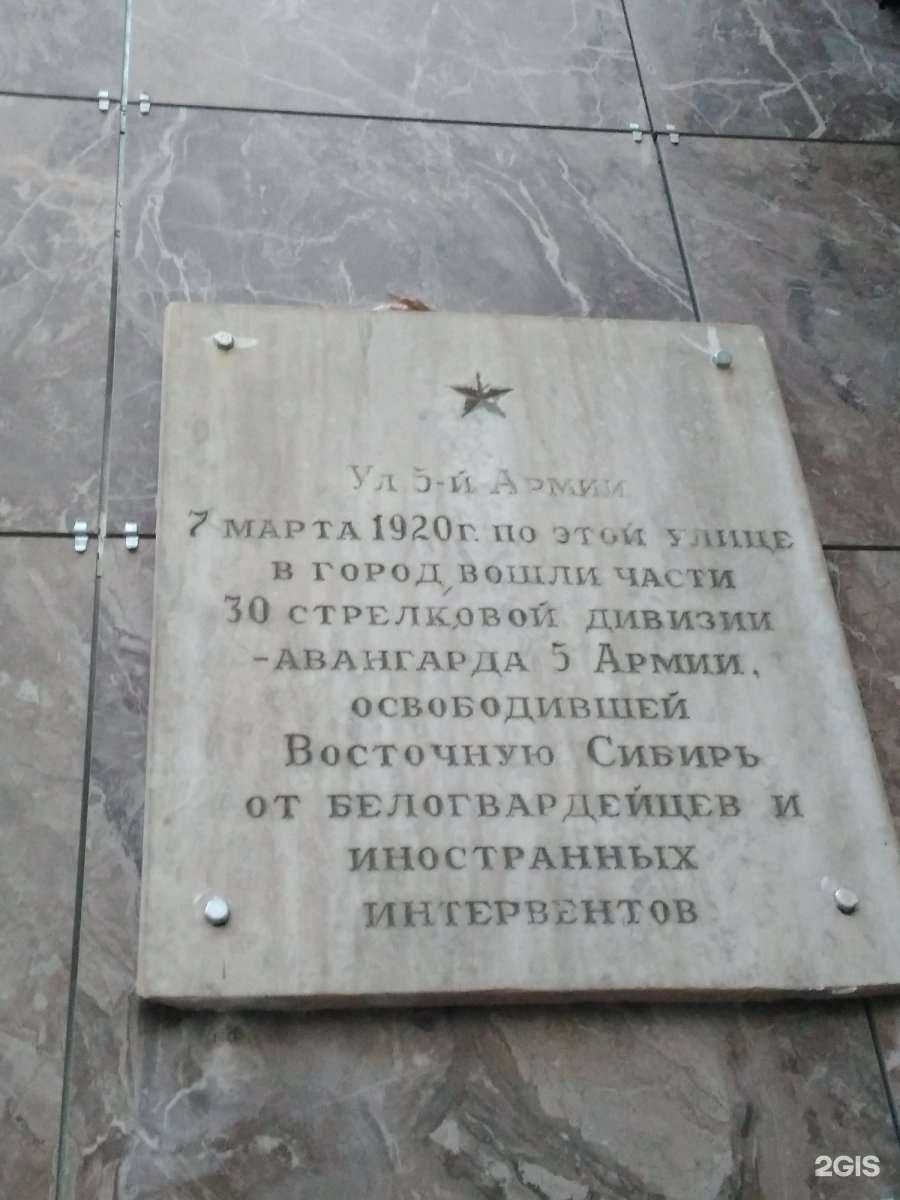 Ул 5-й Армии
7 марта 1920 г. по этой улице
в город вошли части
30 стрелковой дивизии
-авангарда 5 Армии,
освободившей
Восточную Сибирь
от белогвардейцев и
иностранных
интервентов
2GIS